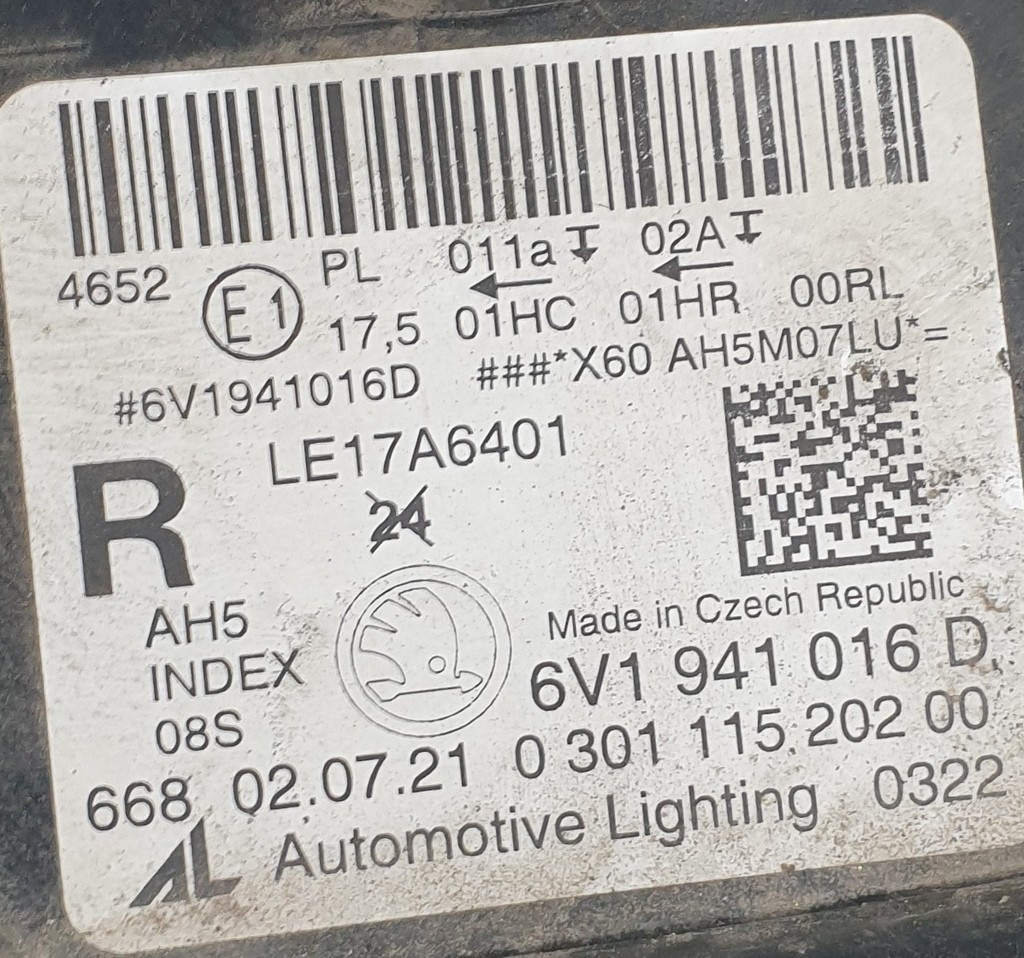 4652 E1 PL 011a 02A
17,5 01HC 01HR 00RL
#6V1941016D ###*X60 AH5M07LU*=
LE17A6401
R
24
AH5
INDEX
08S
Made in Czech Republic
6V1 941 016 D
668 02.07.21 0 301 115 202 00
AL Automotive Lighting 0322